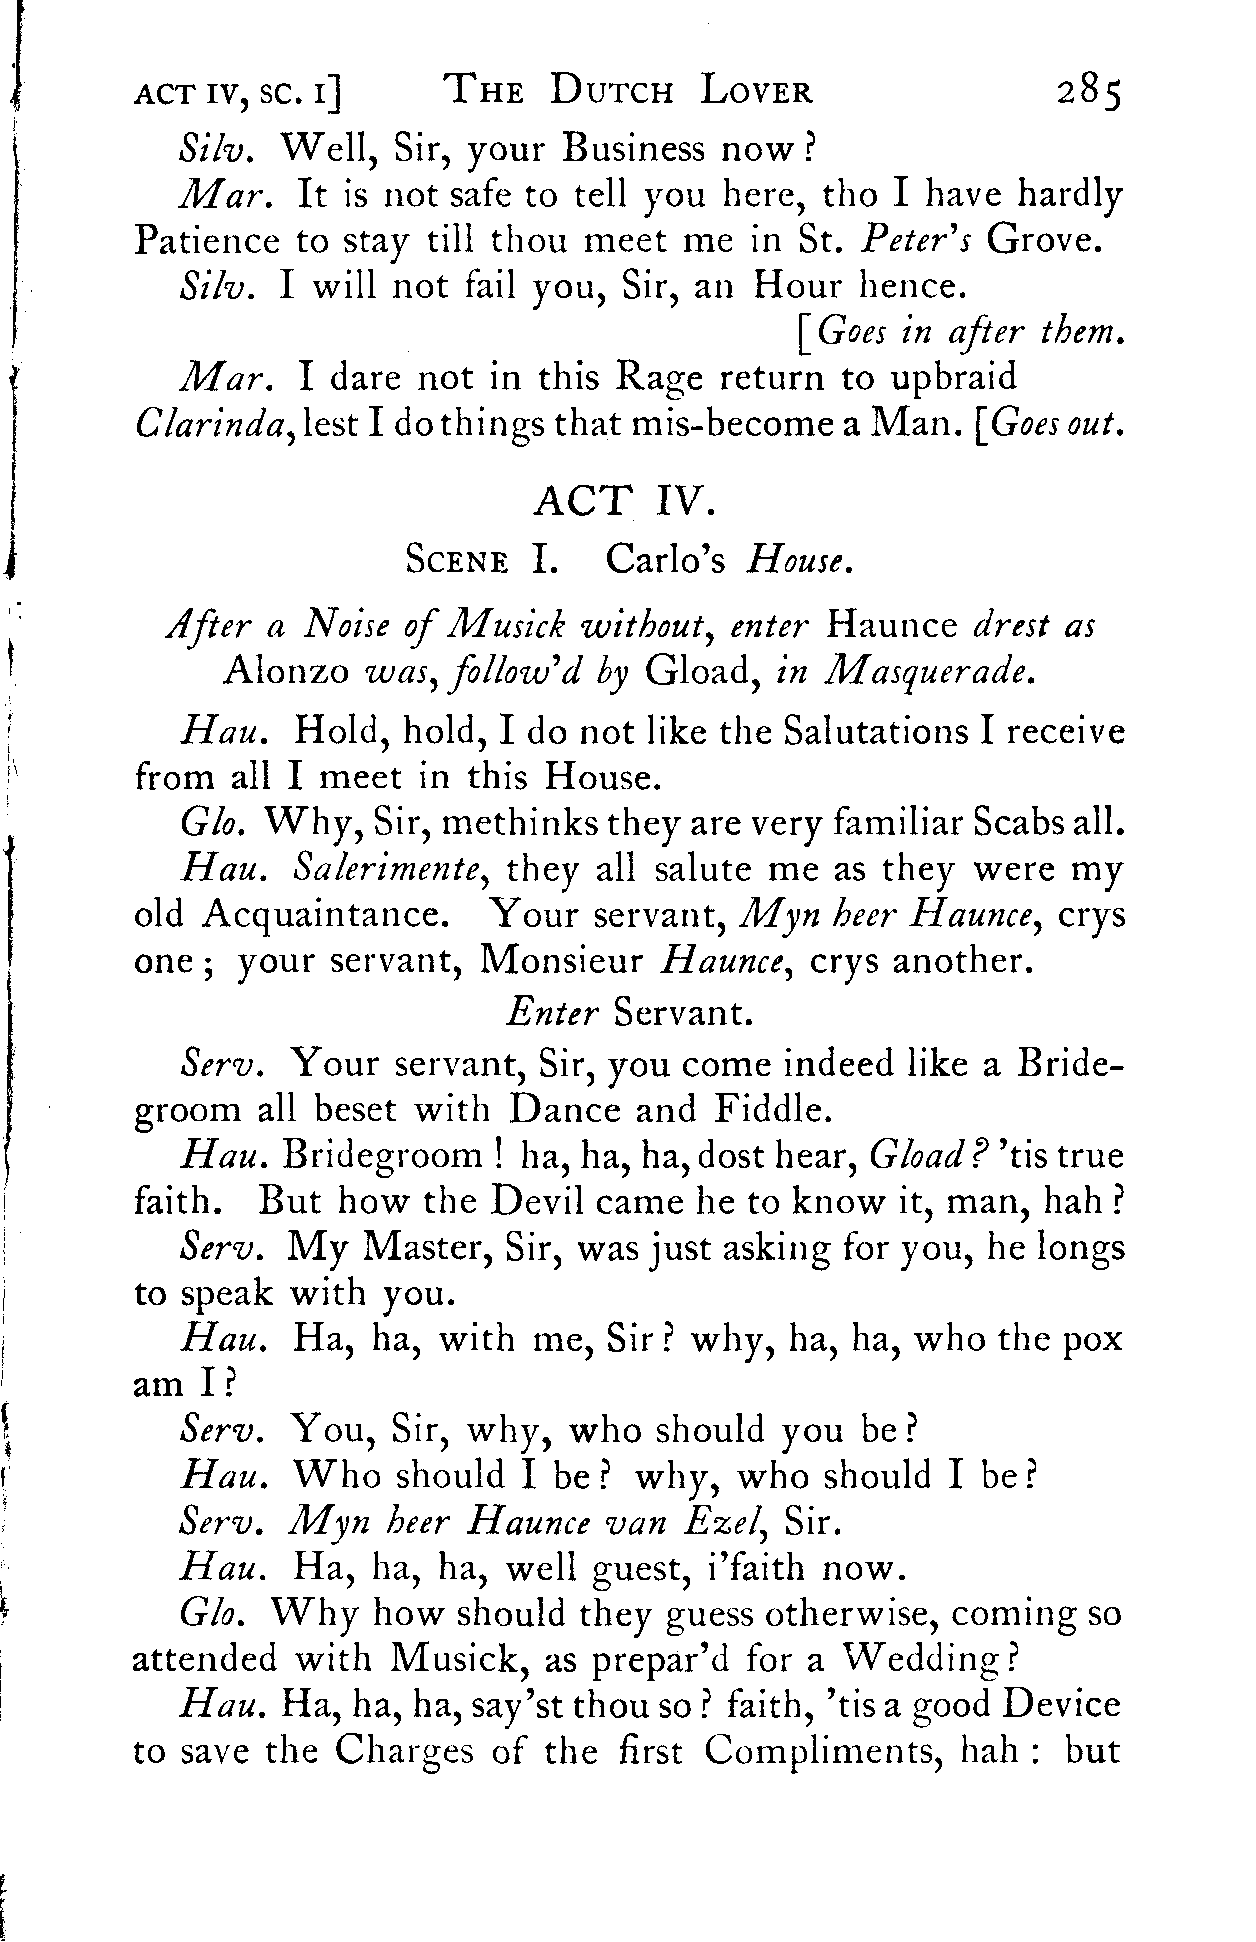 ACT IV, SC. I] THE DUTCH LOVER 285
Silv. Well, Sir, your Business now?
Mar. It is not safe to tell you here, tho I have hardly
Patience to stay till thou meet me in St. Peter's Grove.
Silv. I will not fail you, Sir, an Hour hence.
[Goes in after them.
Mar. I dare not in this Rage return to upbraid
Clarinda, lest I do things that mis-become a Man. [Goes out.
ACT IV.
SCENE I. Carlo's House.
After a Noise of Musick without, enter Haunce drest as
Alonzo was, follow'd by Gload, in Masquerade.
Hau. Hold, hold, I do not like the Salutations I receive
from all I meet in this House.
Glo. Why, Sir, methinks they are very familiar Scabs all.
Hau. Salerimente, they all salute me as they were my
old Acquaintance. Your servant, Myn heer Haunce, crys
one; your servant, Monsieur Haunce, crys another.
Enter Servant.
Serv. Your servant, Sir, you come indeed like a Bride-
groom all beset with Dance and Fiddle.
Hau. Bridegroom! ha, ha, ha, dost hear, Gload? 'tis true
faith. But how the Devil came he to know it, man, hah?
Serv. My Master, Sir, was just asking for you, he longs
to speak with you.
Hau. Ha, ha, with me, Sir? why, ha, ha, who the pox
am I?
Serv. You, Sir, why, who should you be?
Hau. Who should I be? why, who should I be?
Serv. Myn heer Haunce van Ezel, Sir.
Hau. Ha, ha, ha, well guest, i'faith now.
Glo. Why how should they guess otherwise, coming so
attended with Musick, as prepar'd for a Wedding?
Hau. Ha, ha, ha, say'st thou so? faith, 'tis a good Device
to save the Charges of the first Compliments, hah: but